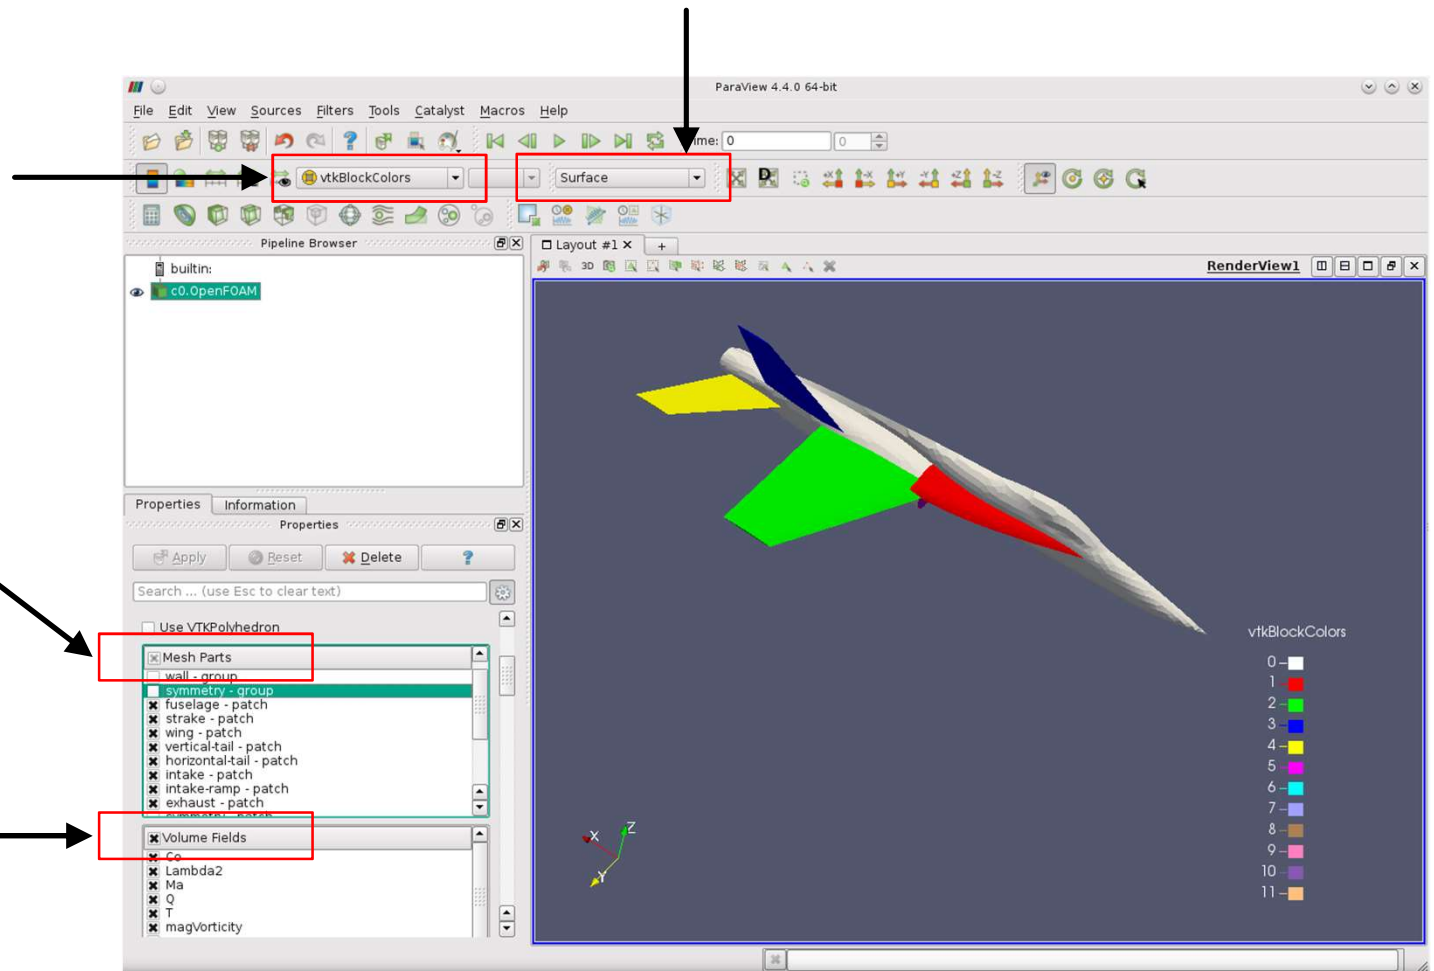 ParaView 4.4.0 64-bit
File Edit View Sources Filters Tools Catalyst Macros Help
ime: 0 0
vtkBlockColors Surface
D +X -X +Y -Y +Z -Z
Pipeline Browser
Layout #1 +
builtin:
3D
RenderView1
c0.OpenFOAM
Properties Information
Properties
Apply Reset Delete ?
Search ... (use Esc to clear text)
Use VTKPolyhedron
Mesh Parts
wall - group
symmetry - group
fuselage - patch
strake - patch
wing - patch
vertical-tail - patch
horizontal-tail - patch
intake - patch
intake-ramp - patch
exhaust - patch
symmetry - patch
Volume Fields
Co
Lambda2
Ma
Q
T
magVorticity
X
Y
Z
vtkBlockColors
0
1
2
3
4
5
6
7
8
9
10
11